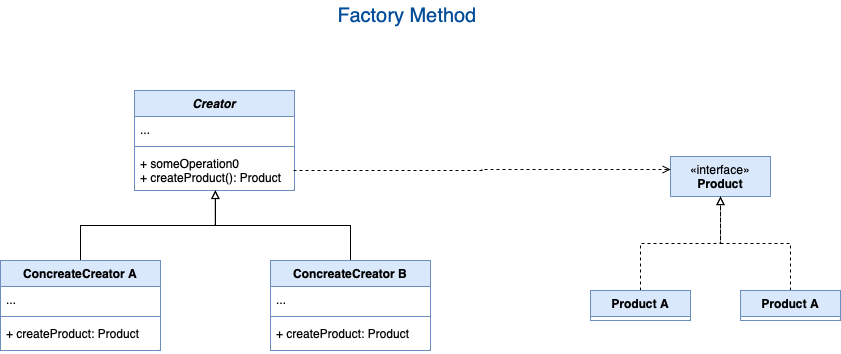 Factory Method
Creator
...
+ someOperation0
+ createProduct(): Product
«interface»
Product
ConcreateCreator A
...
+ createProduct: Product
ConcreateCreator B
...
+ createProduct: Product
Product A
Product A